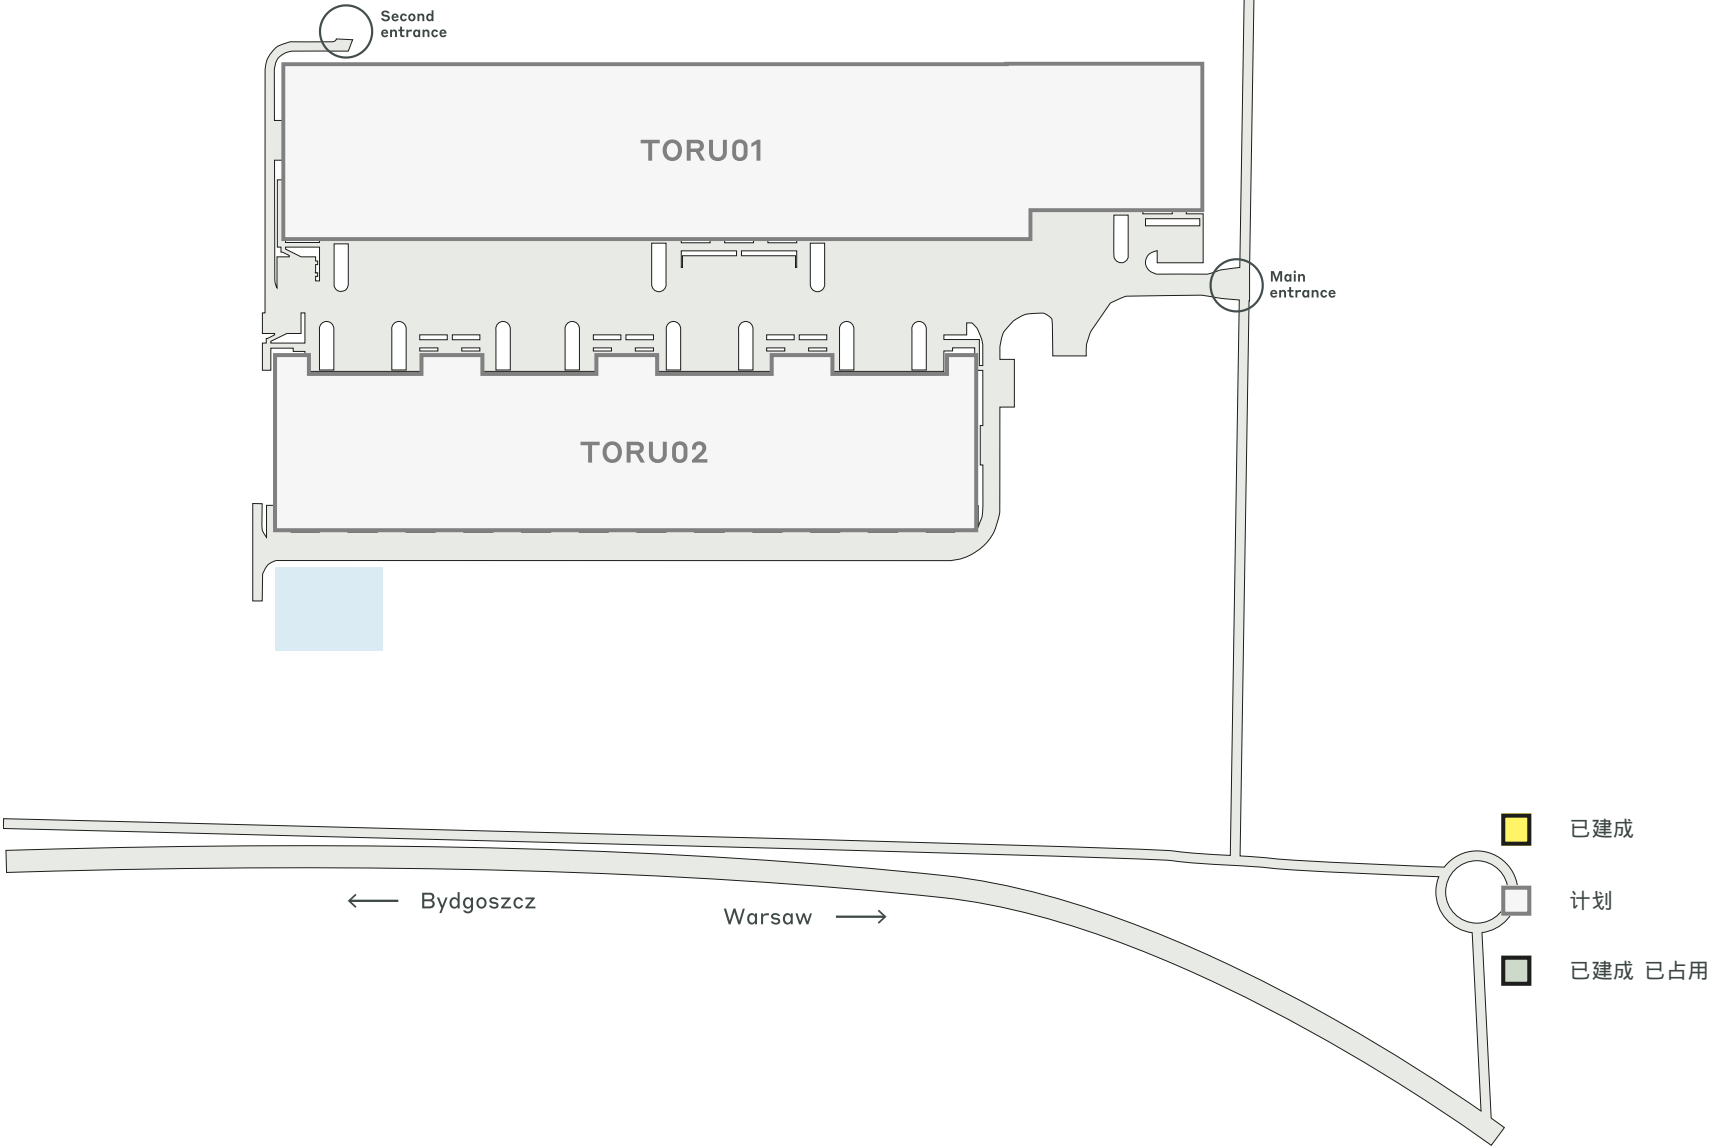 Second
entrance
TORU01
Main
entrance
TORU02
已建成
Bydgoszcz
计划
Warsaw
已建成 已占用